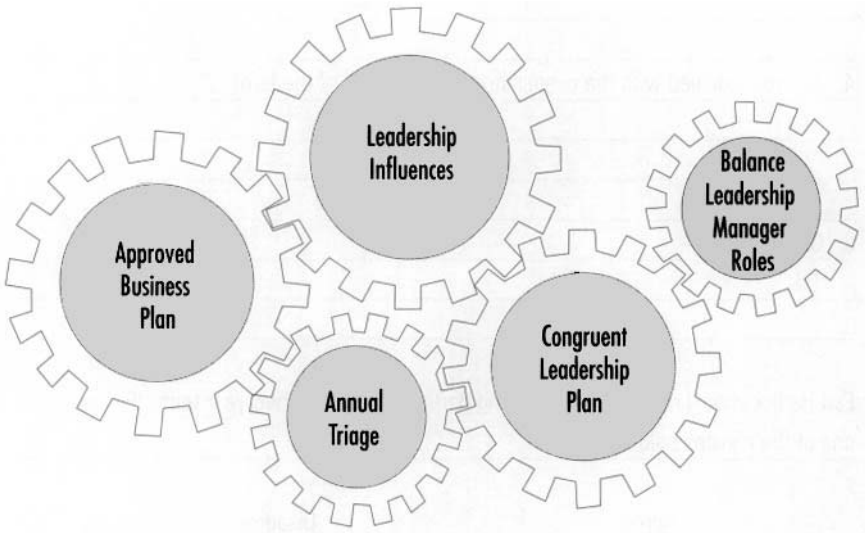 Leadership
Influences
Balance
Leadership
Manager
Roles
Approved
Business
Plan
Congruent
Leadership
Plan
Annual
Triage